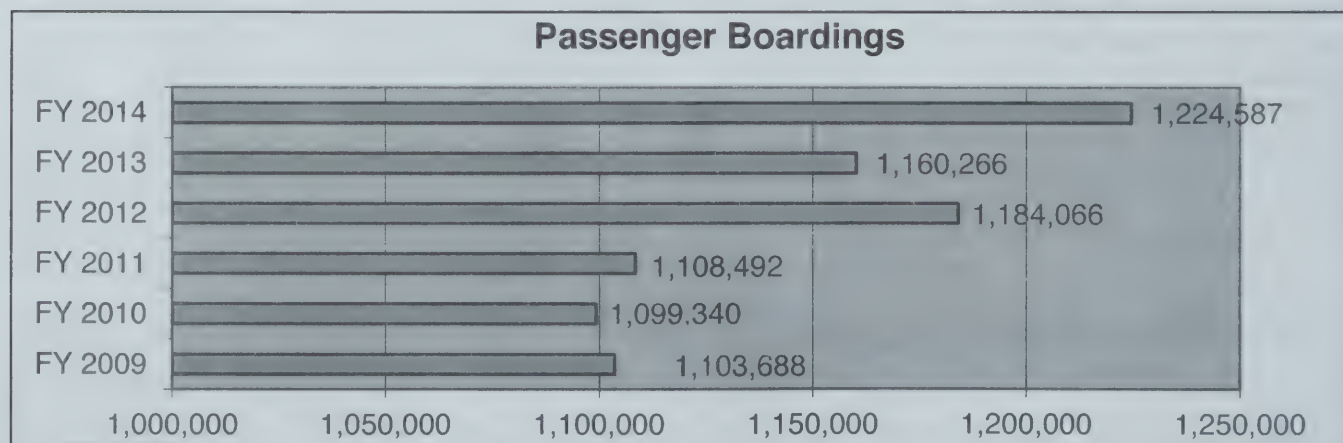 Passenger Boardings
FY 2014 1,224,587
FY 2013 1,160,266
FY 2012 1,184,066
FY 2011 1,108,492
FY 2010 1,099.340
FY 2009 1,103,688
1,000,000 1,050,000 1,100,000 1,150,000 1,200,000 1,250,000